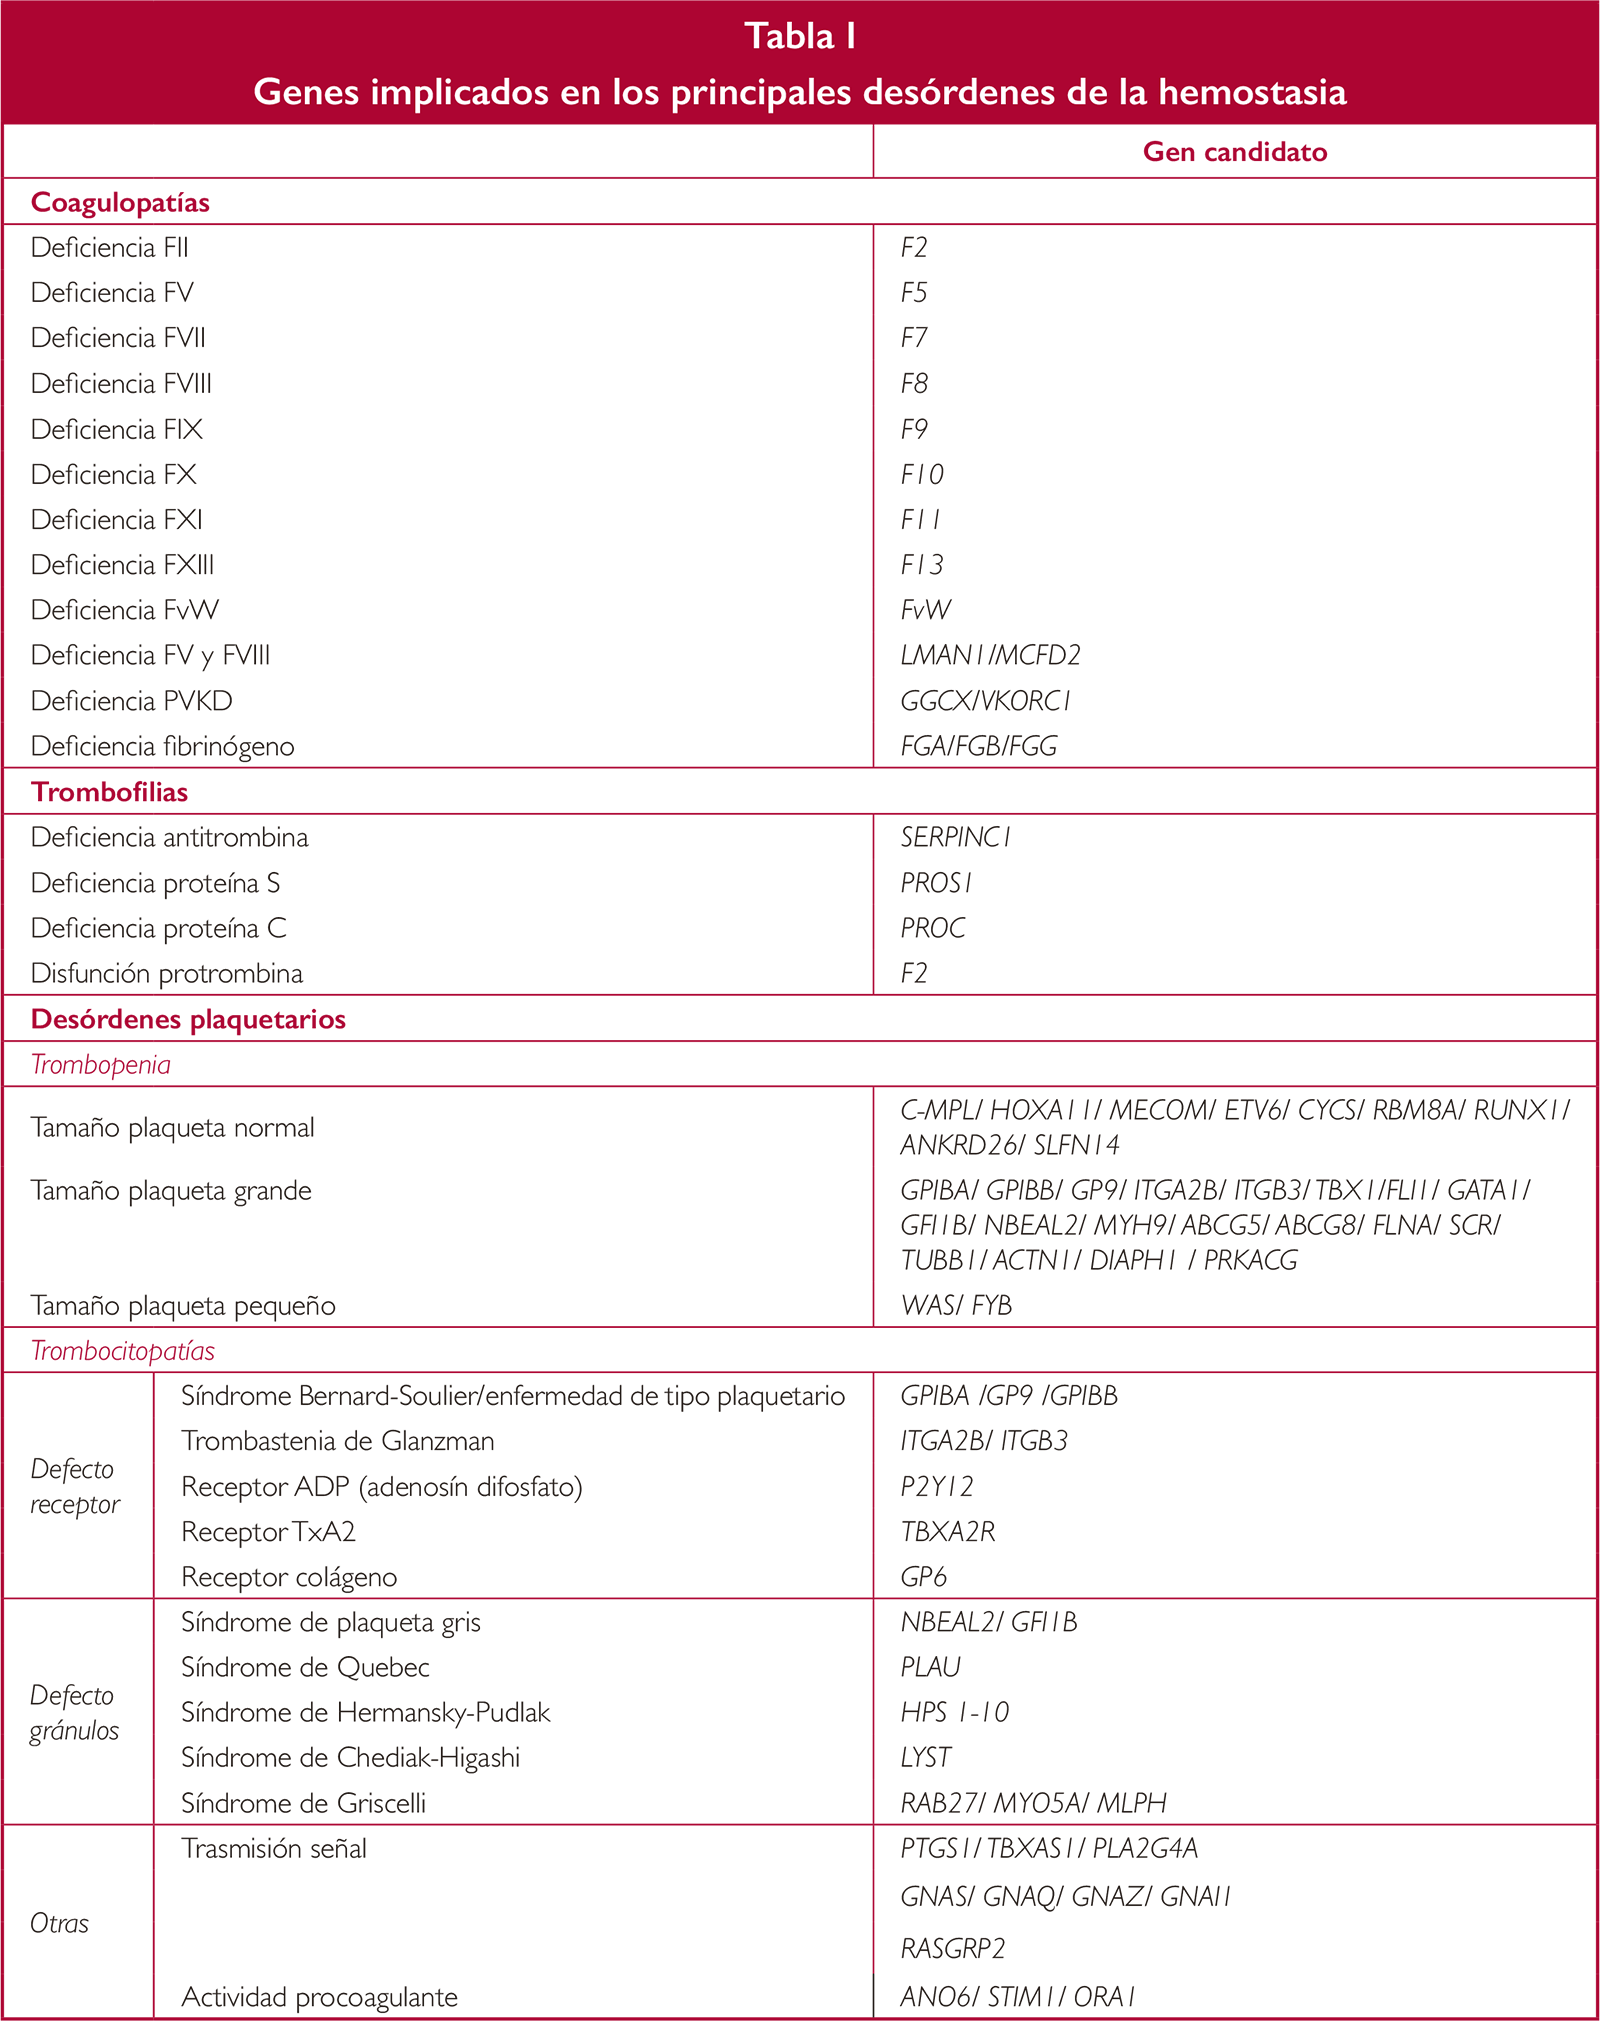 Tabla I
Genes implicados en los principales desórdenes de la hemostasia
Gen candidato
Coagulopatías
Deficiencia FII F2
Deficiencia FV F5
Deficiencia FVII F7
Deficiencia FVIII F8
Deficiencia FIX F9
Deficiencia FX F10
Deficiencia FXI F11
Deficiencia FXIII F13
Deficiencia FvW FvW
Deficiencia FV y FVIII LMAN1/MCFD2
Deficiencia PVKD GGCX/VKORC1
Deficiencia fibrinógeno FGA/FGB/FGG
Trombofilias
Deficiencia antitrombina SERPINC1
Deficiencia proteína S PROS1
Deficiencia proteína C PROC
Disfunción protrombina F2
Desórdenes plaquetarios
Trombopenia
Tamaño plaqueta normal C-MPL/ HOXA11/ MECOM/ ETV6/ CYCS/ RBM8A/ RUNX1/
ANKRD26/ SLFN14
Tamaño plaqueta grande GPIBA/ GPIBB/ GP9/ ITGA2B/ ITGB3/ TBX1/FLI1/ GATA1/
GFI1B/ NBEAL2/ MYH9/ ABCG5/ ABCG8/ FLNA/ SCR/
TUBB1/ ACTN1/ DIAPH1 / PRKACG
Tamaño plaqueta pequeño WAS/ FYB
Trombocitopatías
Defecto
receptor
Síndrome Bernard-Soulier/enfermedad de tipo plaquetario GPIBA /GP9 /GPIBB
Trombastenia de Glanzman ITGA2B/ ITGB3
Receptor ADP (adenosín difosfato) P2Y12
Receptor TxA2 TBXA2R
Receptor colágeno GP6
Defecto
gránulos
Síndrome de plaqueta gris NBEAL2/ GFI1B
Síndrome de Quebec PLAU
Síndrome de Hermansky-Pudlak HPS 1-10
Síndrome de Chediak-Higashi LYST
Síndrome de Griscelli RAB27/ MYO5A/ MLPH
Otras
Trasmisión señal PTGS1/ TBXAS1/ PLA2G4A
GNAS/ GNAQ/ GNAZ/ GNAI1
RASGRP2
Actividad procoagulante ANO6/ STIM1/ ORA1